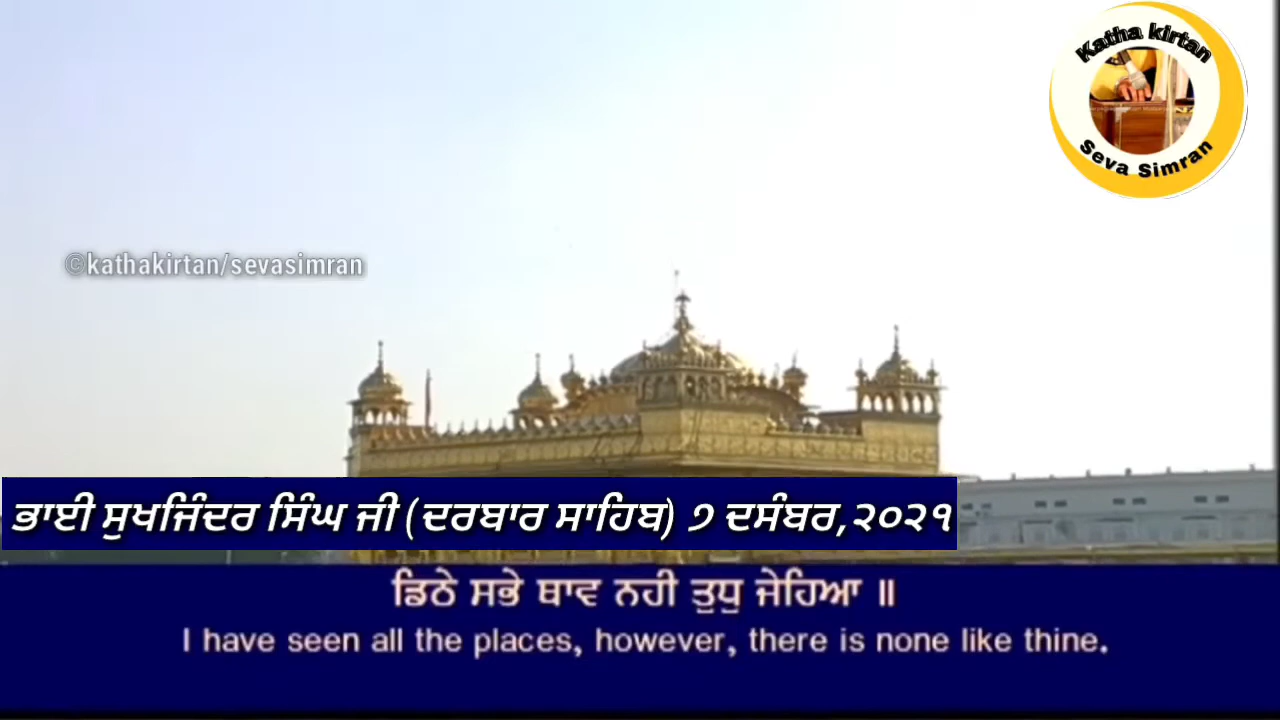 Katha kirtan
Seva Simran
©kathakirtan/sevasimran
ਭਾਈ ਸੁਖਜਿੰਦਰ ਸਿੰਘ ਜੀ (ਦਰਬਾਰ ਸਾਹਿਬ) ੭ ਦਸੰਬਰ,੨੦੨੧
ਡਿਠੇ ਸਭੇ ਥਾਵ ਨਹੀ ਤੁਧੁ ਜੇਹਿਆ ॥
I have seen all the places, however, there is none like thine.